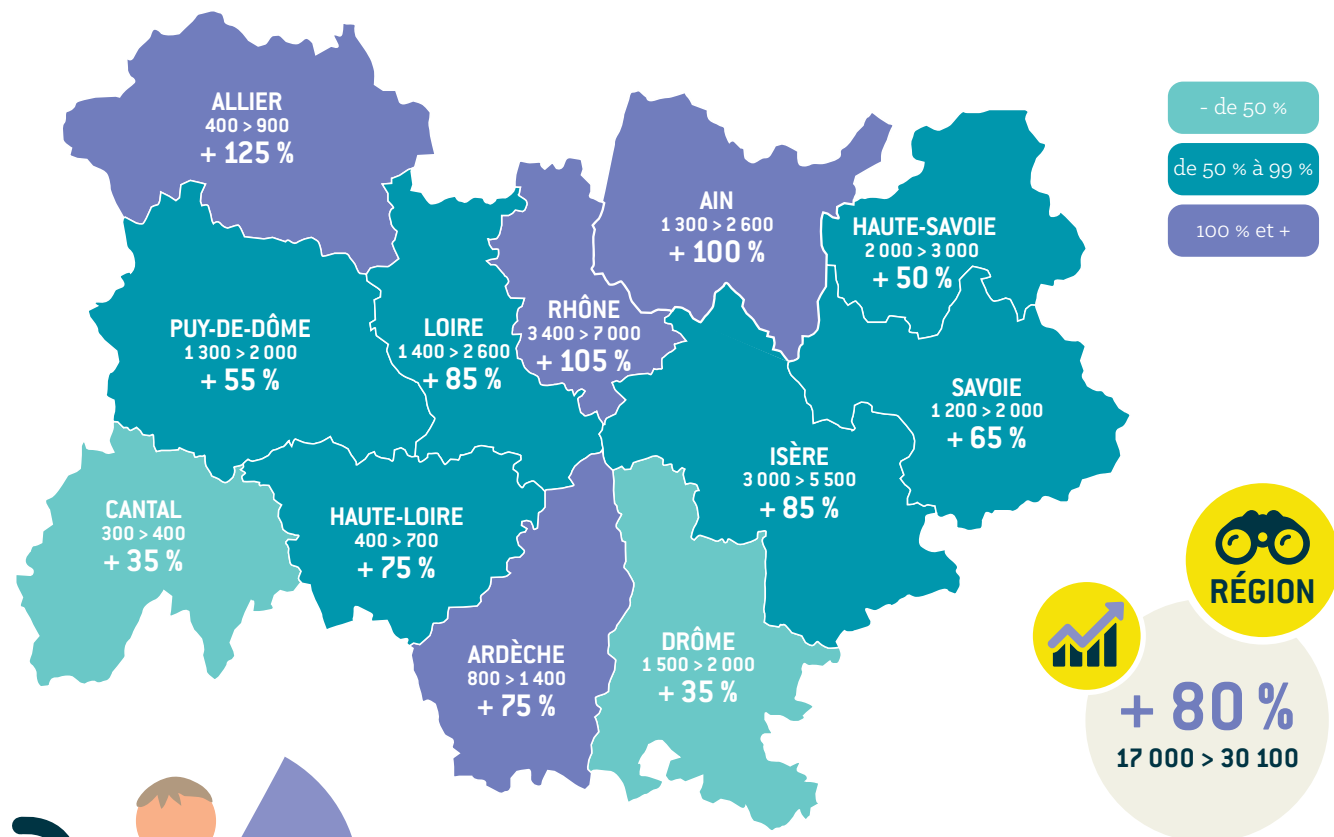 ALLIER
400 > 900
+ 125 %
- de 50 %
de 50 % à 99 %
100 % et +
AIN
1 300 > 2 600
+ 100 %
HAUTE-SAVOIE
2 000 > 3 000
+ 50 %
PUY-DE-DÔME
1 300 > 2 000
+ 55 %
LOIRE
1 400 > 2 600
+ 85 %
RHÔNE
3 400 > 7 000
+ 105 %
SAVOIE
1 200 > 2 000
+ 65 %
ISÈRE
3 000 > 5 500
+ 85 %
CANTAL
300 > 400
+ 35 %
HAUTE-LOIRE
400 > 700
+ 75 %
ARDÈCHE
800 > 1 400
+ 75 %
DRÔME
1 500 > 2 000
+ 35 %
RÉGION
+ 80 %
17 000 > 30 100